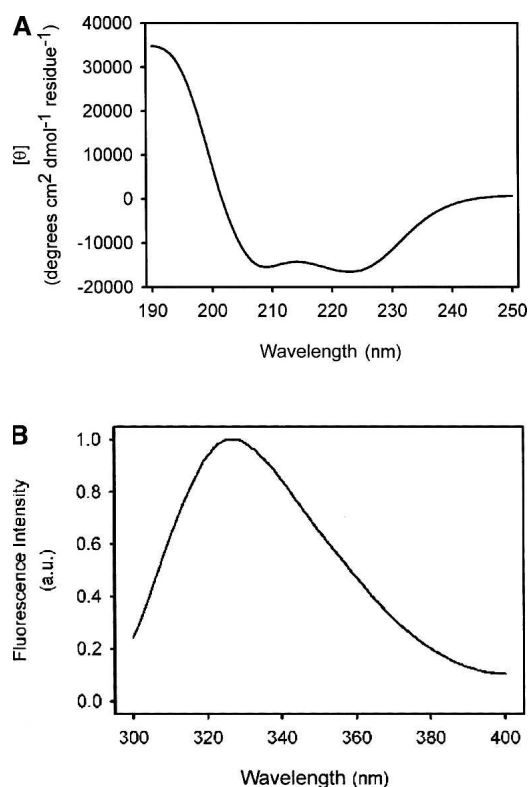 A
40000
30000
20000
10000
0
-10000
-20000
[θ]
(degrees cm² dmol⁻¹ residue⁻¹)
190 200 210 220 230 240 250
Wavelength (nm)
B
1.0
0.8
0.6
0.4
0.2
0.0
Fluorescence Intensity
(a.u.)
300 320 340 360 380 400
Wavelength (nm)